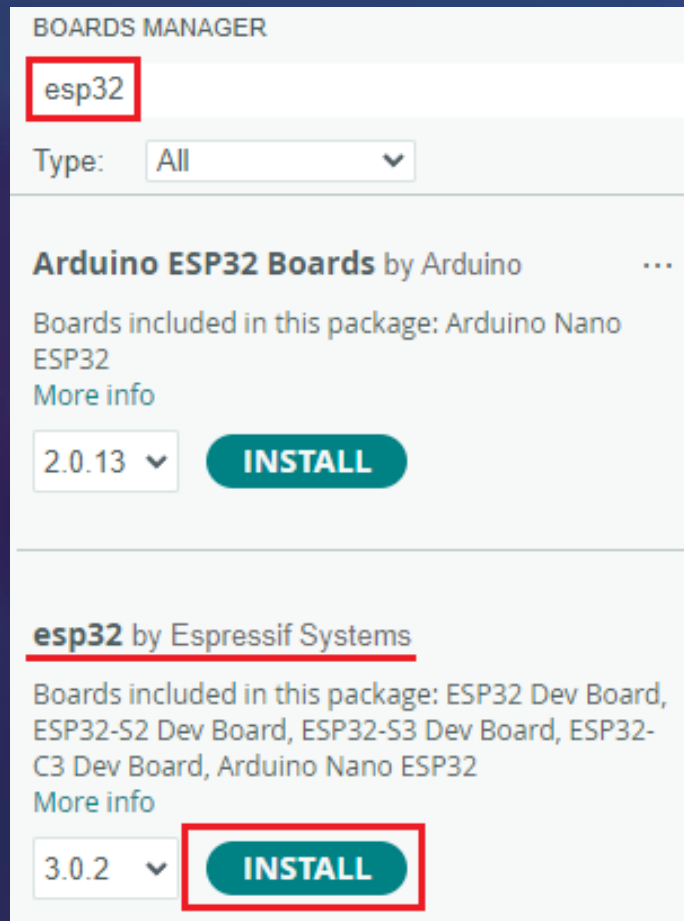 BOARDS MANAGER
esp32
Type: All
Arduino ESP32 Boards by Arduino ...
Boards included in this package: Arduino Nano
ESP32
More info
2.0.13 INSTALL
esp32 by Espressif Systems
Boards included in this package: ESP32 Dev Board,
ESP32-S2 Dev Board, ESP32-S3 Dev Board, ESP32-
C3 Dev Board, Arduino Nano ESP32
More info
3.0.2 INSTALL